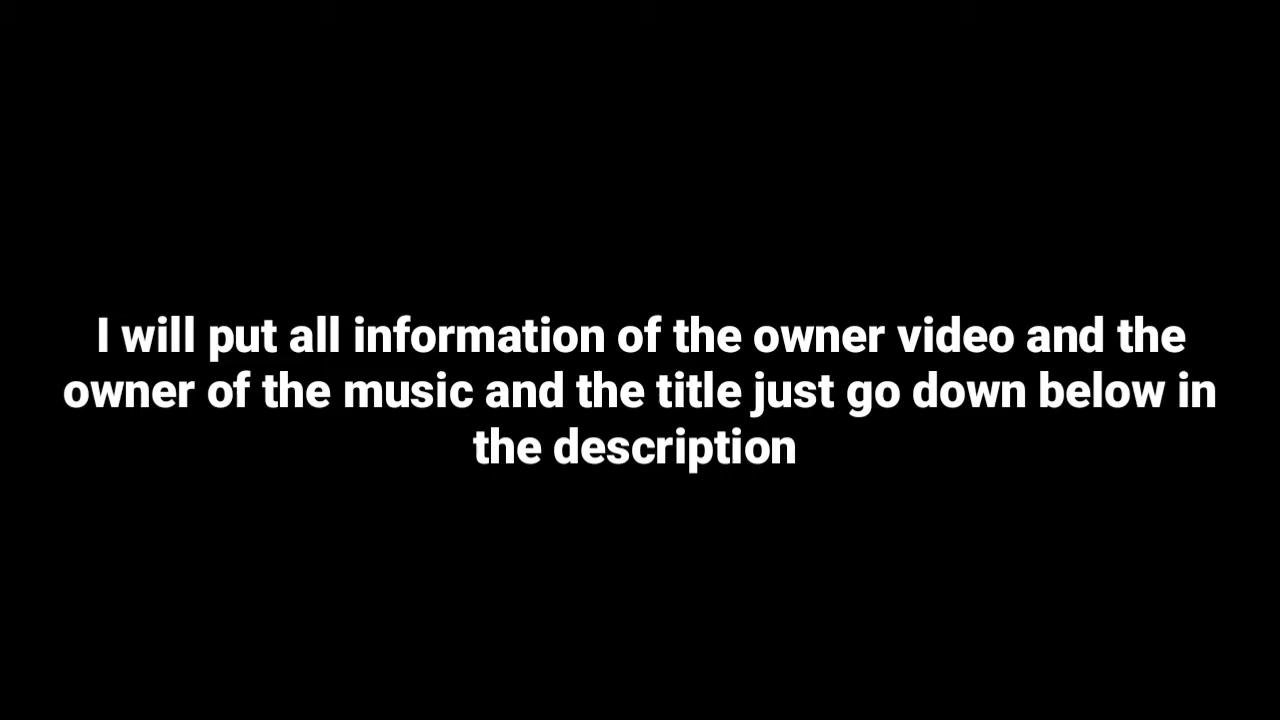 I will put all information of the owner video and the
owner of the music and the title just go down below in
the description